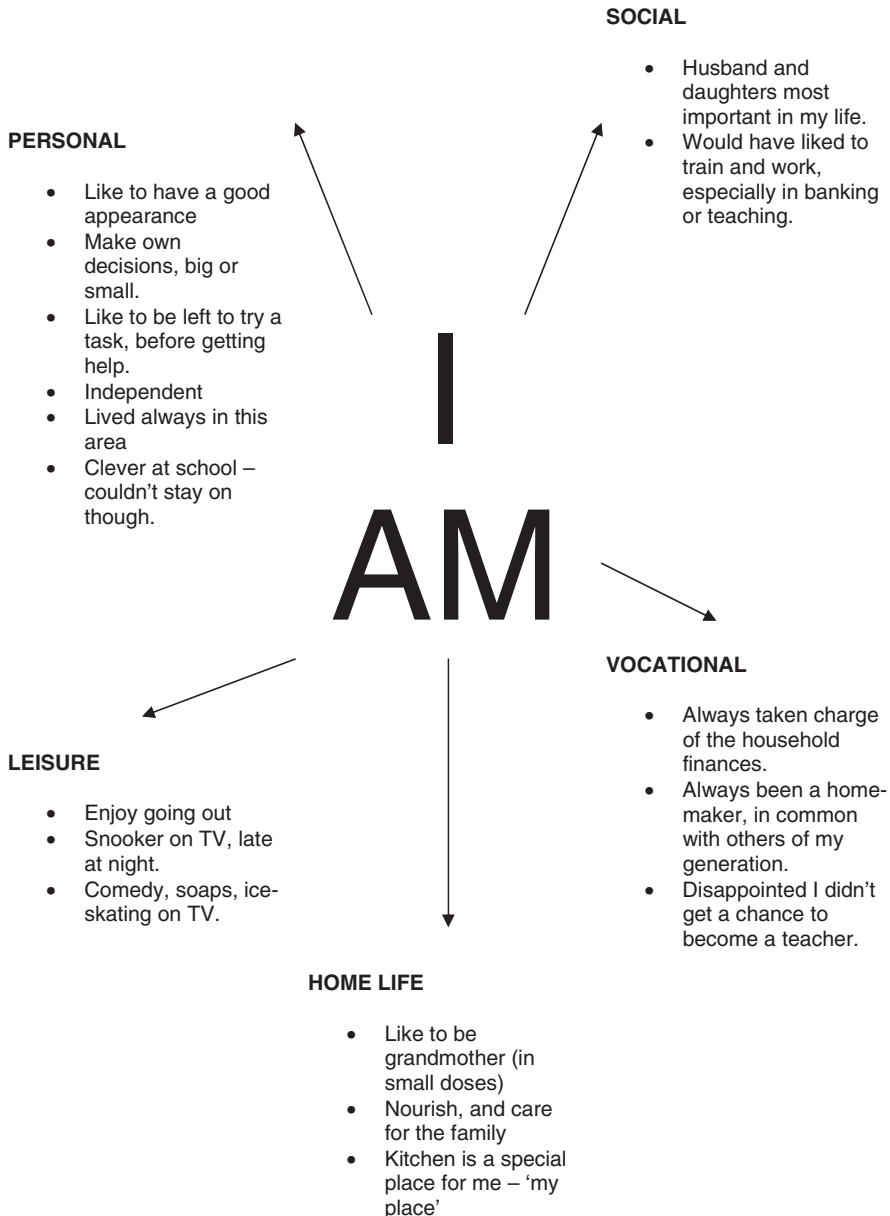 SOCIAL
• Husband and
daughters most
important in my life.
• Would have liked to
train and work,
especially in banking
or teaching.
PERSONAL
• Like to have a good
appearance
• Make own
decisions, big or
small.
• Like to be left to try a
task, before getting
help.
• Independent
• Lived always in this
area
• Clever at school –
couldn't stay on
though.
I
AM
VOCATIONAL
• Always taken charge
of the household
finances.
• Always been a home-
maker, in common
with others of my
generation.
• Disappointed I didn't
get a chance to
become a teacher.
LEISURE
• Enjoy going out
• Snooker on TV, late
at night.
• Comedy, soaps, ice-
skating on TV.
HOME LIFE
• Like to be
grandmother (in
small doses)
• Nourish, and care
for the family
• Kitchen is a special
place for me – 'my
place'